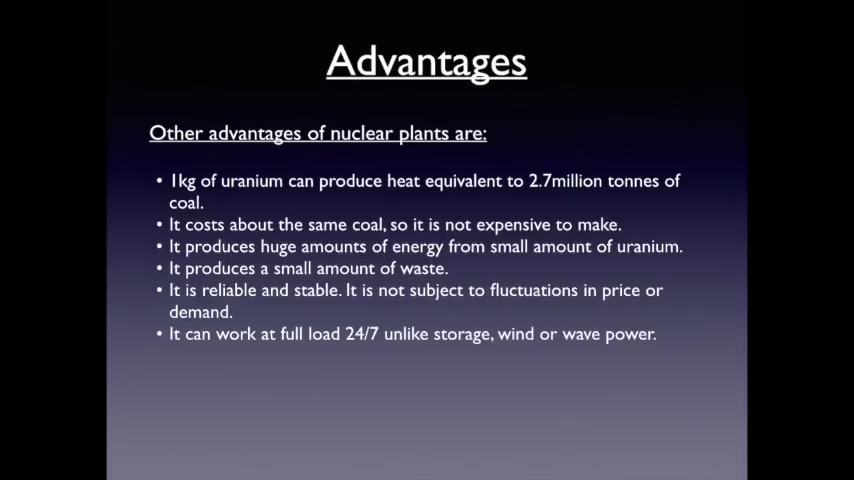 Advantages
Other advantages of nuclear plants are:
• 1kg of uranium can produce heat equivalent to 2.7million tonnes of
coal.
• It costs about the same coal, so it is not expensive to make.
• It produces huge amounts of energy from small amount of uranium.
• It produces a small amount of waste.
• It is reliable and stable. It is not subject to fluctuations in price or
demand.
• It can work at full load 24/7 unlike storage, wind or wave power.